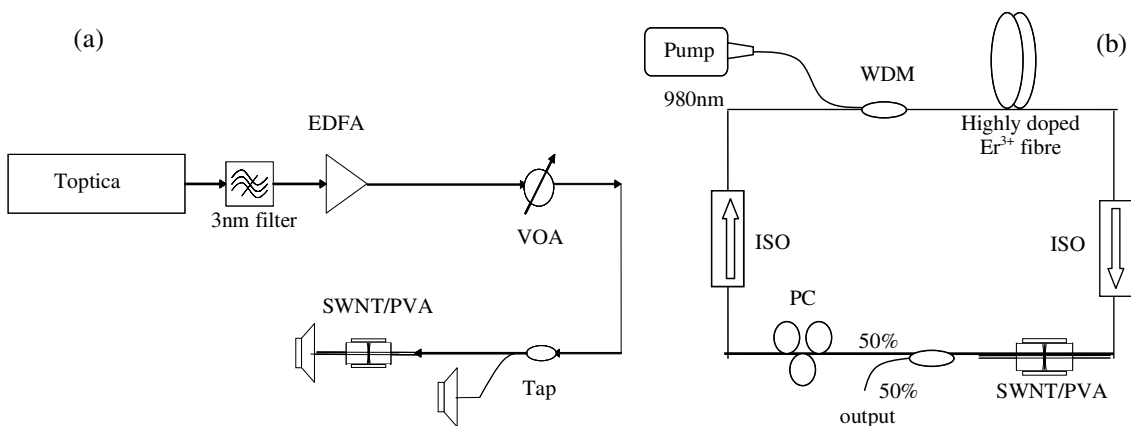 (a)
Toptica
3nm filter
EDFA
VOA
SWNT/PVA
Tap
(b)
Pump
980nm
WDM
Highly doped
Er³⁺ fibre
ISO
ISO
PC
50%
50%
output
SWNT/PVA